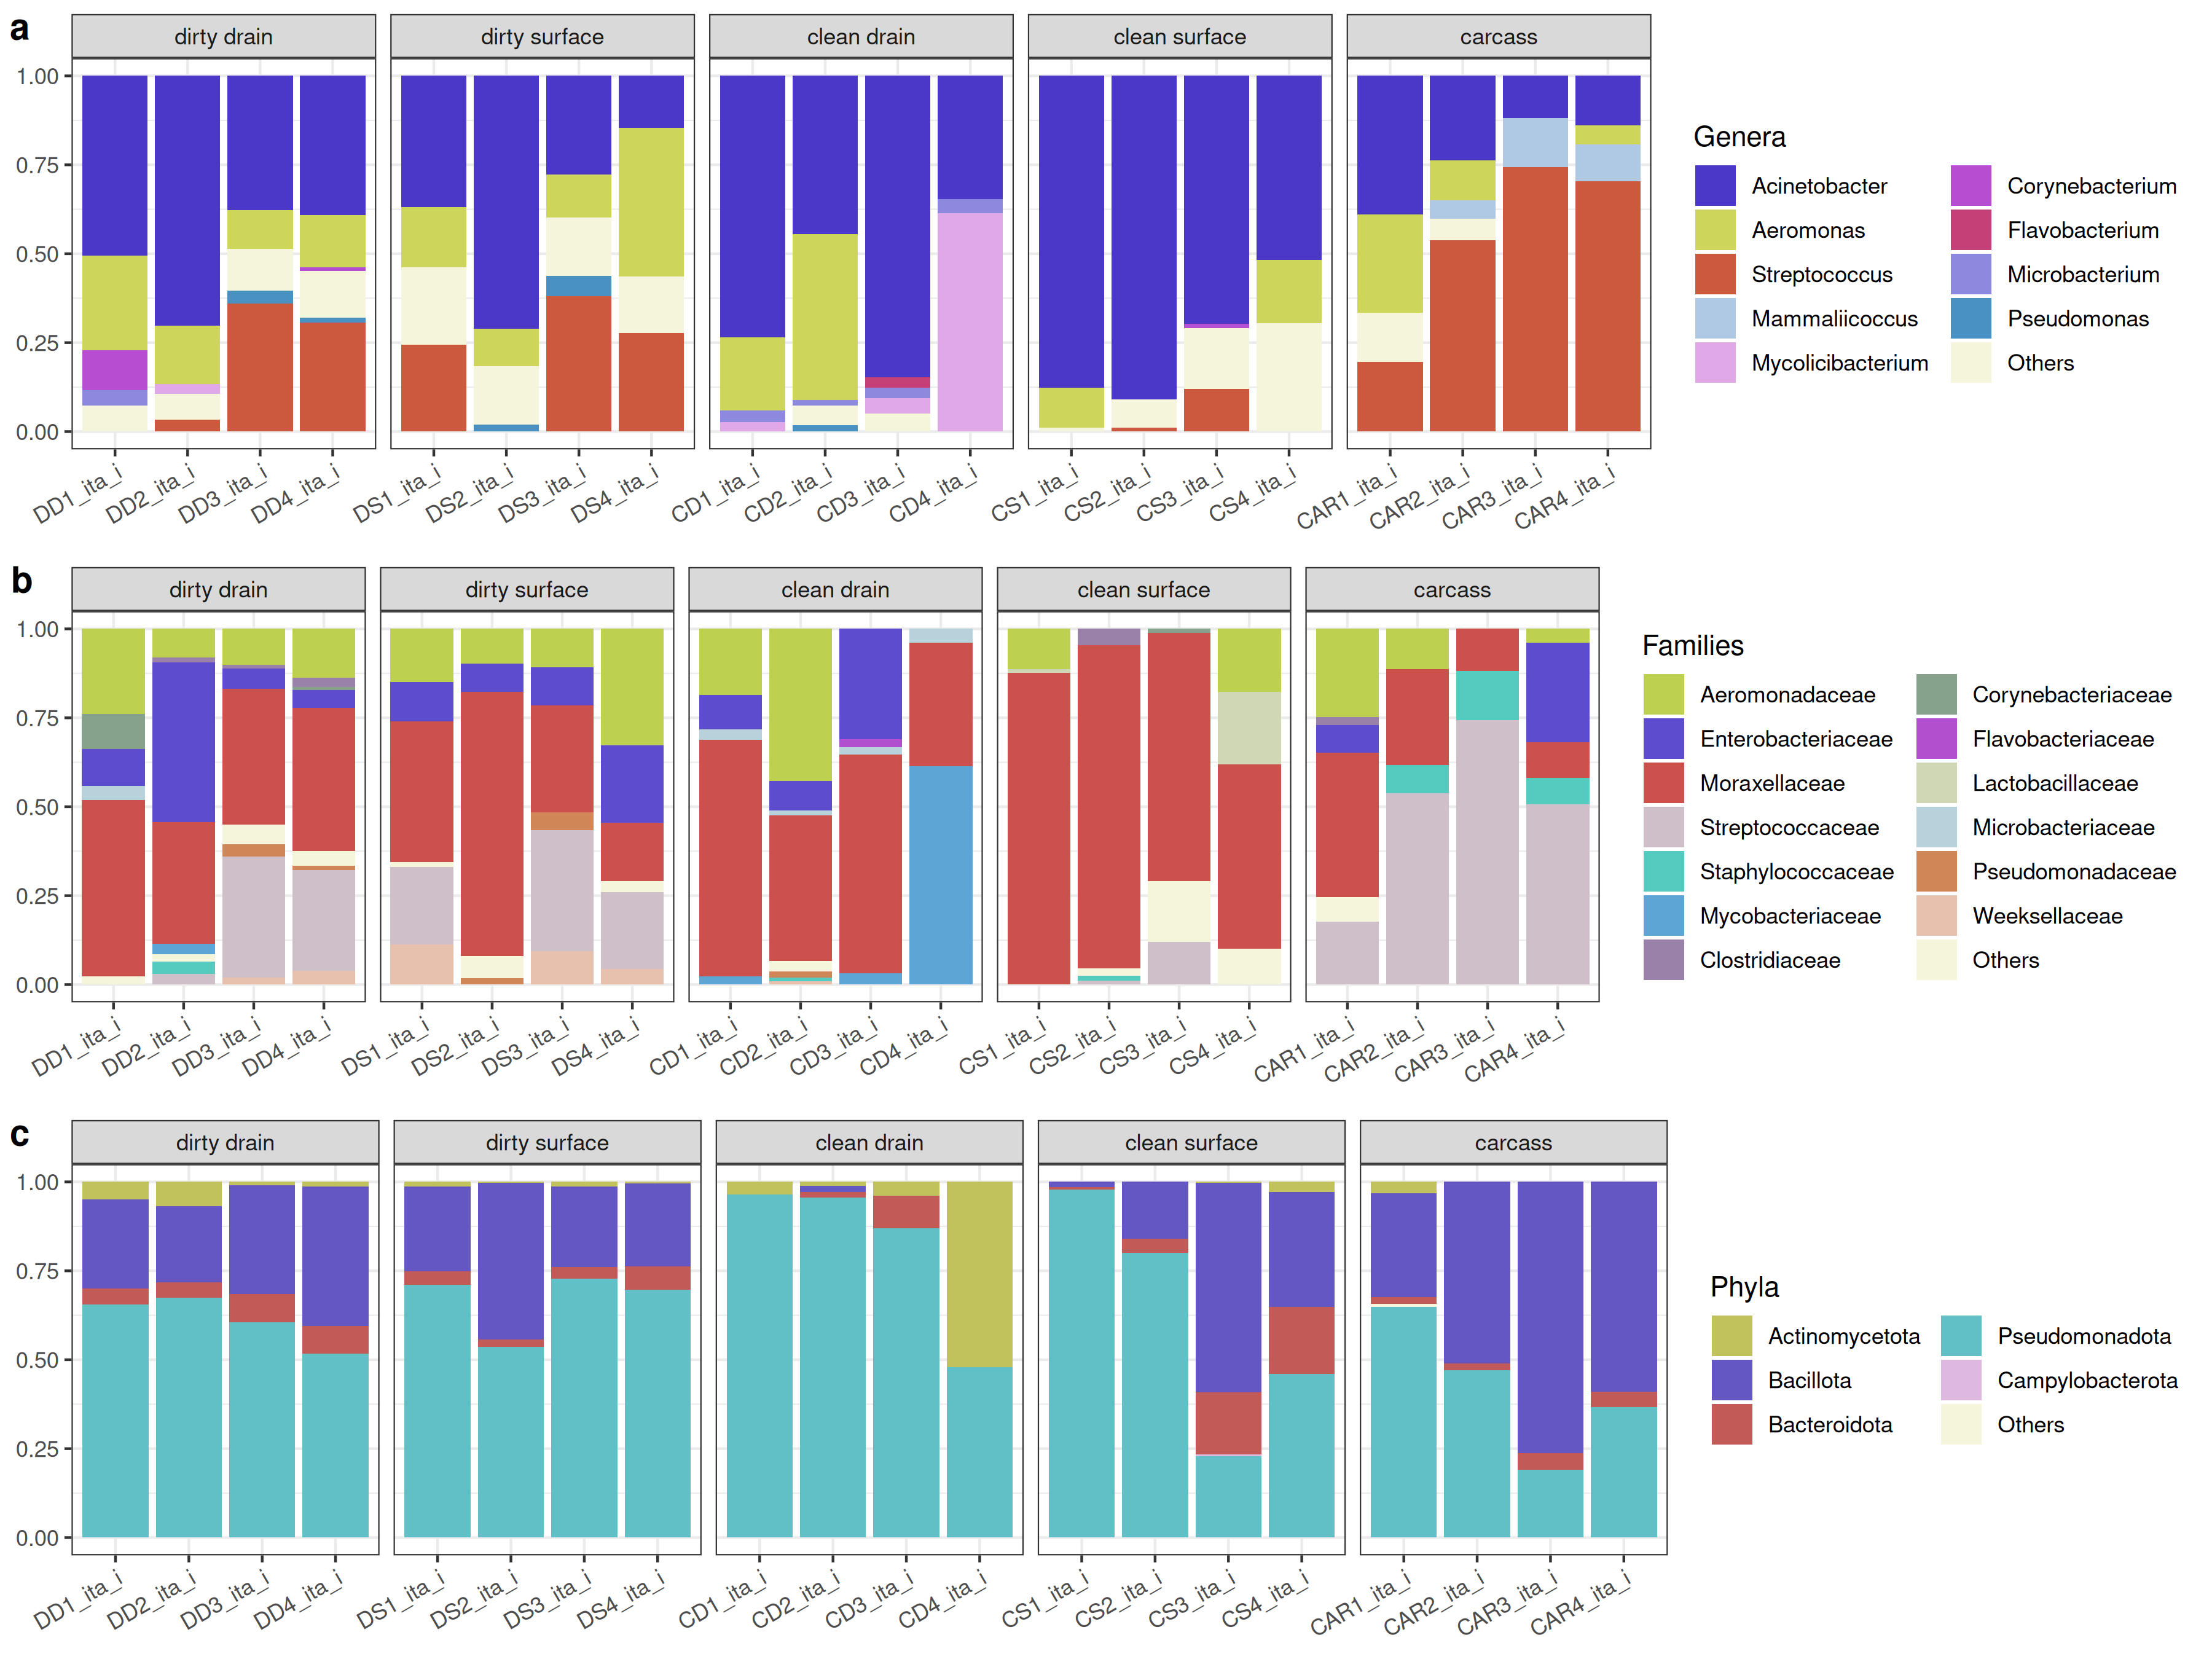 a
dirty drain dirty surface clean drain clean surface carcass
1.00
0.75
0.50
0.25
0.00
DD1_ita_i DD2_ita_i DD3_ita_i DD4_ita_i DS1_ita_i DS2_ita_i DS3_ita_i DS4_ita_i CD1_ita_i CD2_ita_i CD3_ita_i CD4_ita_i CS1_ita_i CS2_ita_i CS3_ita_i CS4_ita_i CAR1_ita_i CAR2_ita_i CAR3_ita_i CAR4_ita_i
Genera
Acinetobacter Corynebacterium
Aeromonas Flavobacterium
Streptococcus Microbacterium
Mammaliicoccus Pseudomonas
Mycolicibacterium Others
b
dirty drain dirty surface clean drain clean surface carcass
1.00
0.75
0.50
0.25
0.00
DD1_ita_i DD2_ita_i DD3_ita_i DD4_ita_i DS1_ita_i DS2_ita_i DS3_ita_i DS4_ita_i CD1_ita_i CD2_ita_i CD3_ita_i CD4_ita_i CS1_ita_i CS2_ita_i CS3_ita_i CS4_ita_i CAR1_ita_i CAR2_ita_i CAR3_ita_i CAR4_ita_i
Families
Aeromonadaceae Corynebacteriaceae
Enterobacteriaceae Flavobacteriaceae
Moraxellaceae Lactobacillaceae
Streptococcaceae Microbacteriaceae
Staphylococcaceae Pseudomonadaceae
Mycobacteriaceae Weeksellaceae
Clostridiaceae Others
c
dirty drain dirty surface clean drain clean surface carcass
1.00
0.75
0.50
0.25
0.00
DD1_ita_i DD2_ita_i DD3_ita_i DD4_ita_i DS1_ita_i DS2_ita_i DS3_ita_i DS4_ita_i CD1_ita_i CD2_ita_i CD3_ita_i CD4_ita_i CS1_ita_i CS2_ita_i CS3_ita_i CS4_ita_i CAR1_ita_i CAR2_ita_i CAR3_ita_i CAR4_ita_i
Phyla
Actinomycetota Pseudomonadota
Bacillota Campylobacterota
Bacteroidota Others